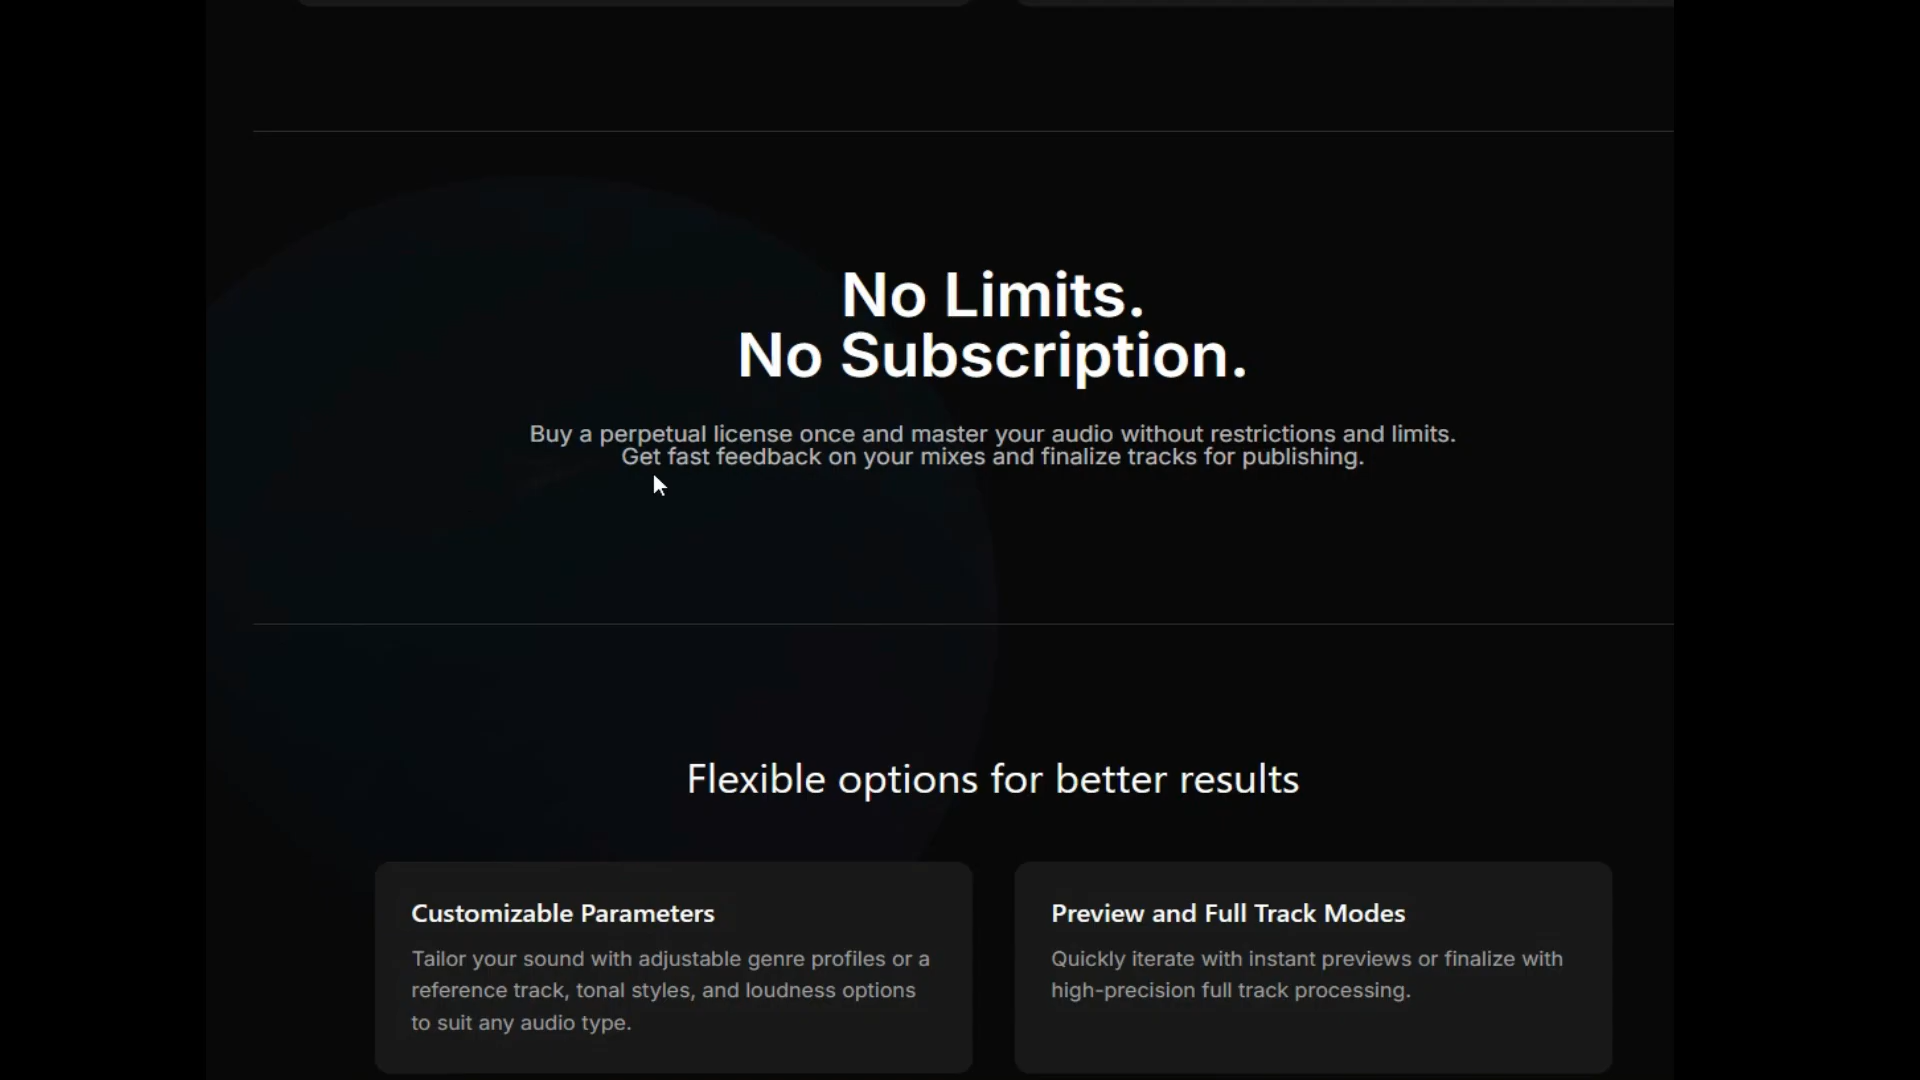 No Limits.
No Subscription.
Buy a perpetual license once and master your audio without restrictions and limits.
Get fast feedback on your mixes and finalize tracks for publishing.
Flexible options for better results
Customizable Parameters
Tailor your sound with adjustable genre profiles or a
reference track, tonal styles, and loudness options
to suit any audio type.
Preview and Full Track Modes
Quickly iterate with instant previews or finalize with
high-precision full track processing.